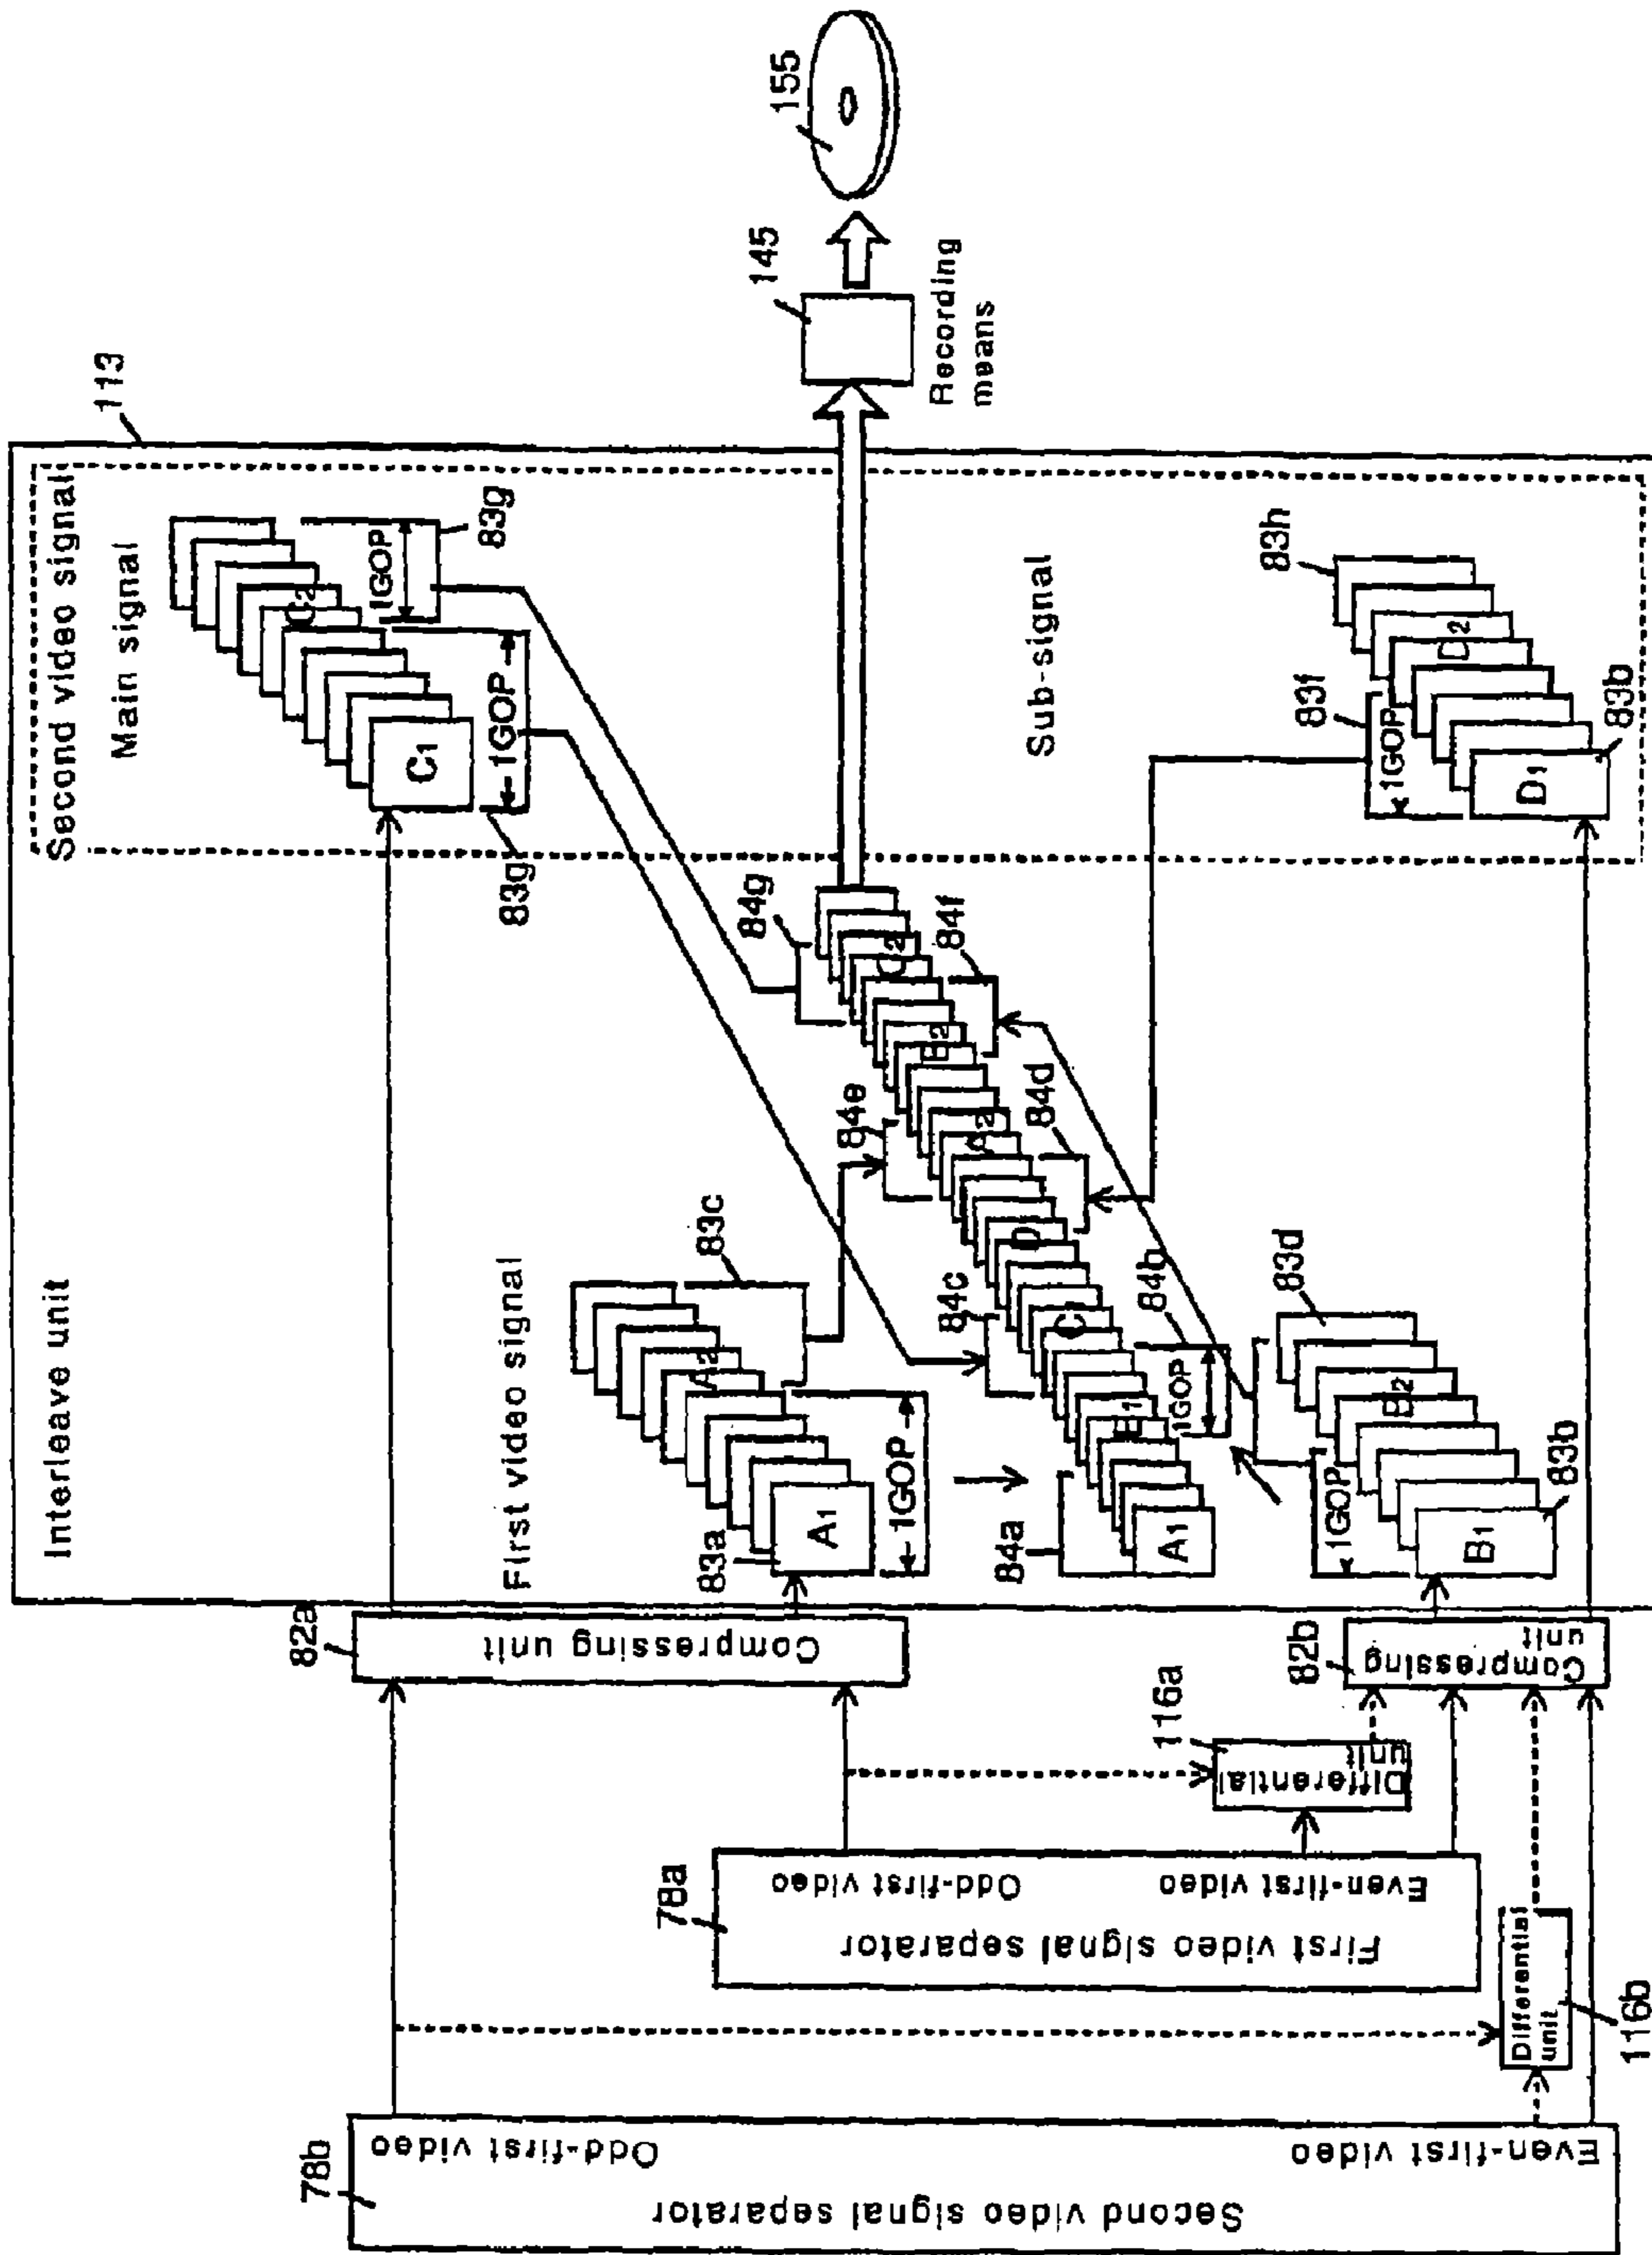 78b
Second video signal separator
Odd-first video
Even-first video
116b
Differential
unit
78a
First video signal separator
Odd-first video
Even-first video
116a
Differential
unit
82a
Compressing unit
82b
Compressing
unit
Interleave unit
113
First video signal
83a
A1
1GOP
A2
83c
84a
A1
B1
1GOP
84b
84c
C
D
84d
84e
A2
B2
84f
84g
C2
1GOP
B1
83b
B2
83d
Second video signal
Main signal
C1
83g
1GOP
C2
1GOP
83g
Sub-signal
1GOP
83f
D1
83b
D2
83h
145
Recording
means
155